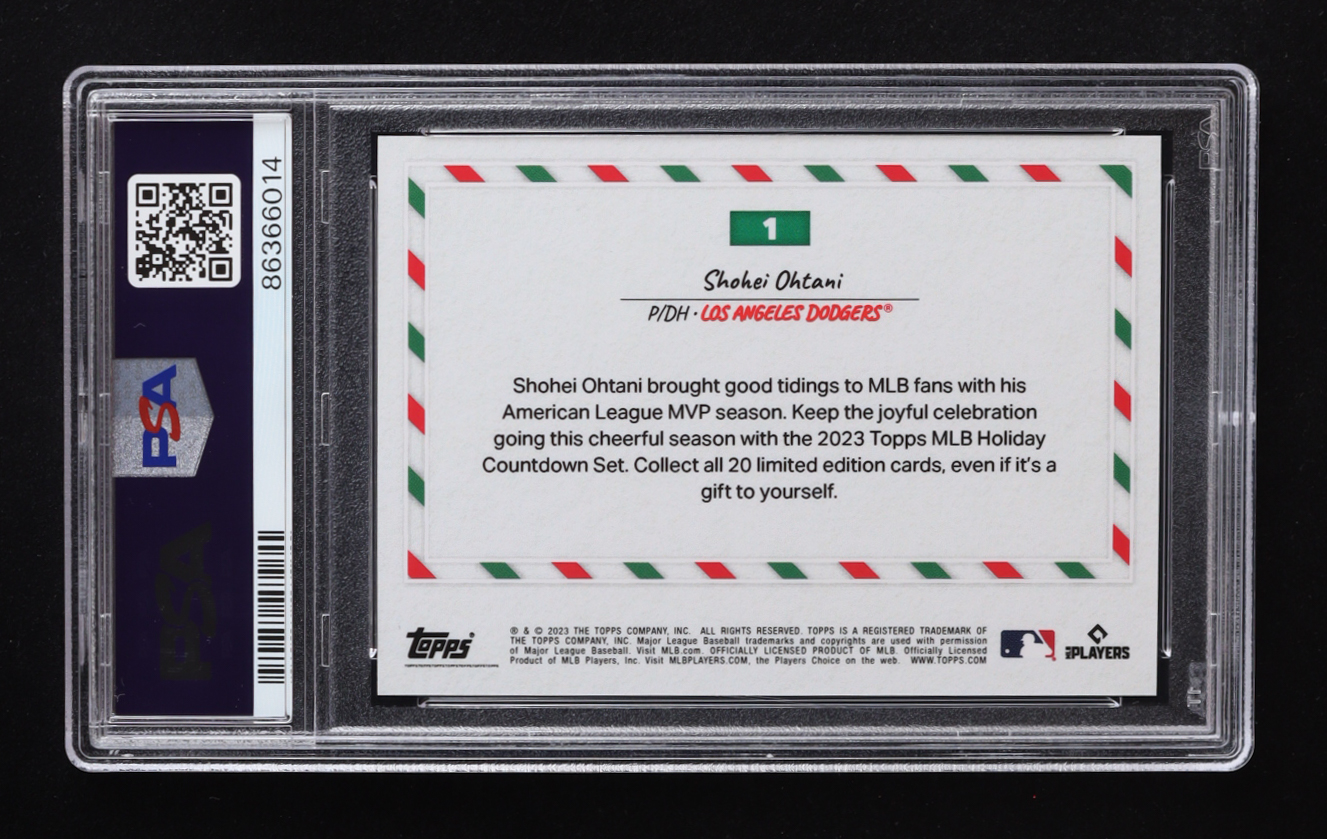 86366014
PSA
PSA
PSA
1
Shohei Ohtani
P/DH · LOS ANGELES DODGERS®
Shohei Ohtani brought good tidings to MLB fans with his
American League MVP season. Keep the joyful celebration
going this cheerful season with the 2023 Topps MLB Holiday
Countdown Set. Collect all 20 limited edition cards, even if it's a
gift to yourself.
topps®
® & © 2023 THE TOPPS COMPANY, INC. ALL RIGHTS RESERVED. TOPPS IS A REGISTERED TRADEMARK OF
THE TOPPS COMPANY, INC. Major League Baseball trademarks and copyrights are used with permission
of Major League Baseball. Visit MLB.com. OFFICIALLY LICENSED PRODUCT OF MLB. Officially Licensed
Product of MLB Players, Inc. Visit MLBPLAYERS.COM, the Players Choice on the web. WWW.TOPPS.COM
MLB PLAYERS